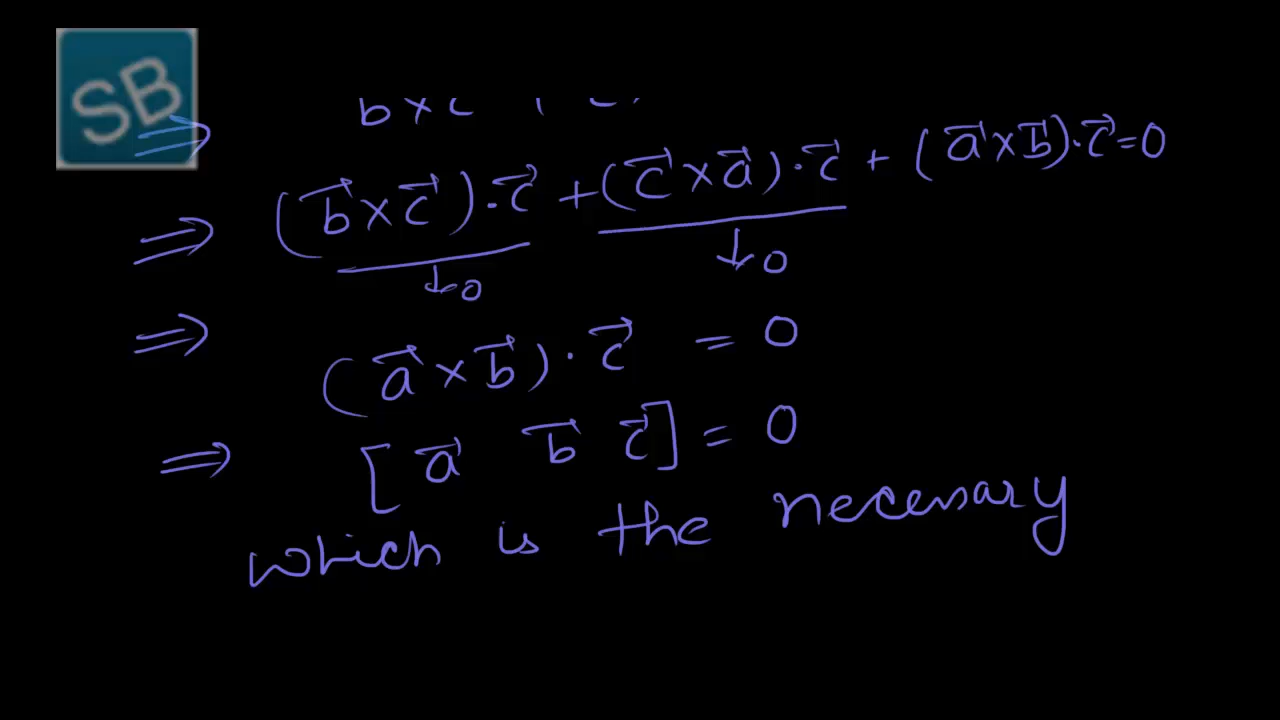 SB
⇒
(b⃗ × c⃗) · c⃗ + (c⃗ × a⃗) · c⃗ + (a⃗ × b⃗) · c⃗ = 0
⇒ ↓0 ↓0
⇒ (a⃗ × b⃗) · c⃗ = 0
⇒ [a⃗ b⃗ c⃗] = 0
which is the necessary